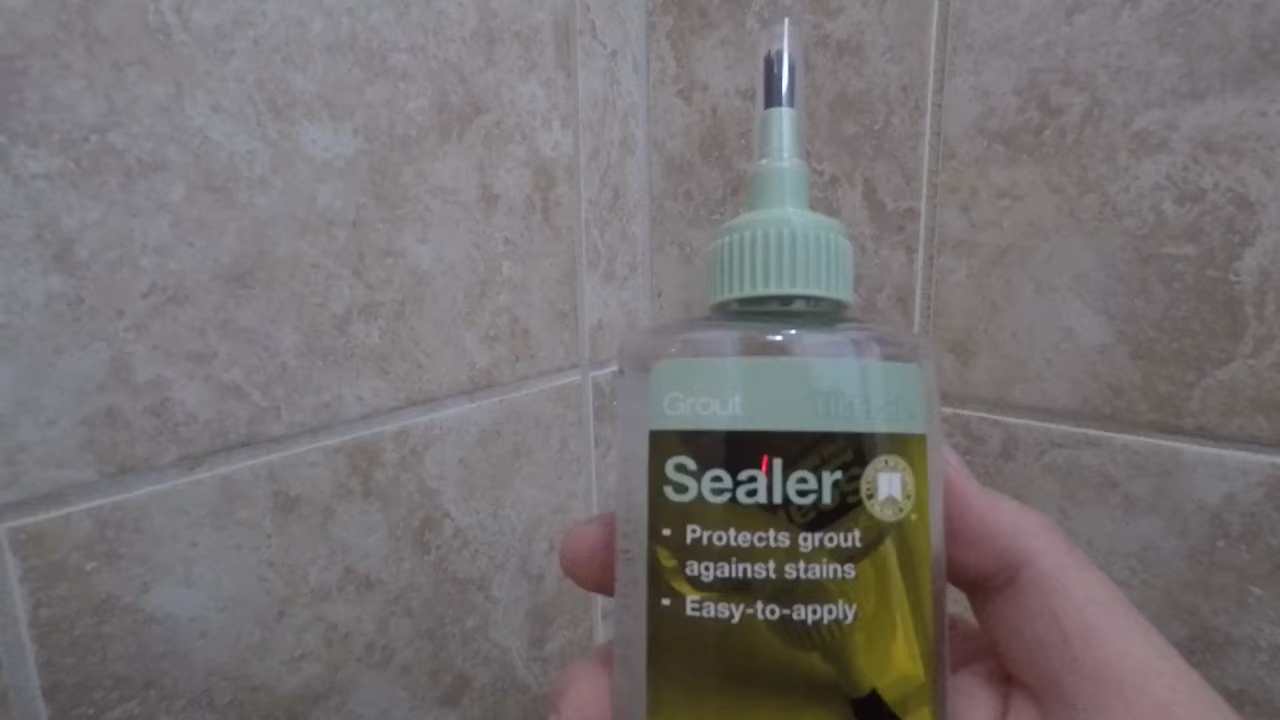 Grout
Sealer
- Protects grout
against stains
- Easy-to-apply